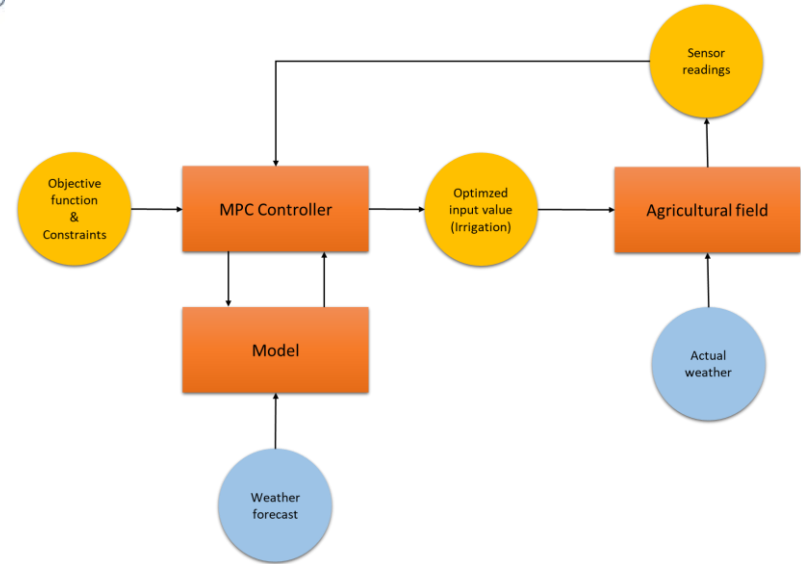 Sensor
readings
Objective
function
&
Constraints
MPC Controller
Optimzed
input value
(Irrigation)
Agricultural field
Model
Actual
weather
Weather
forecast